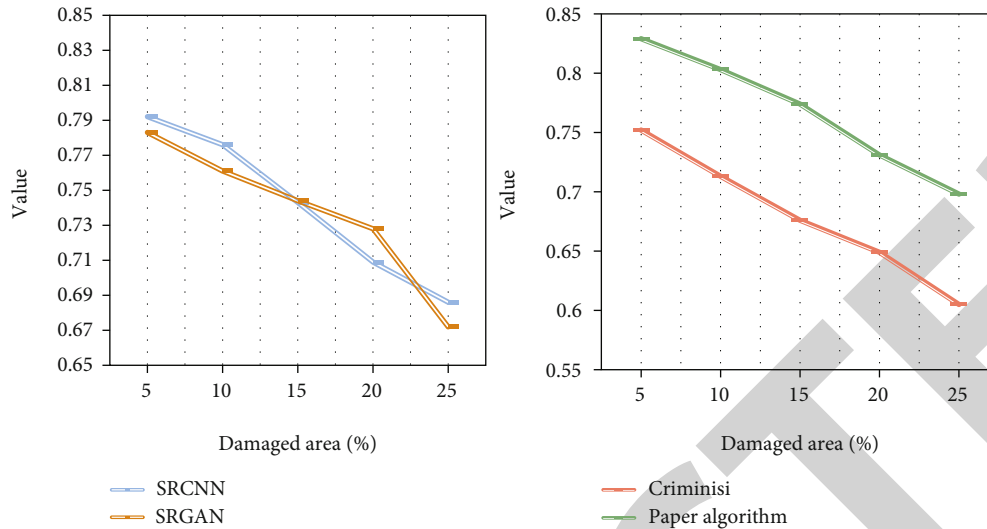 0.85
0.83
0.81
0.79
0.77
0.75
0.73
0.71
0.69
0.67
0.65
Value
5 10 15 20 25
Damaged area (%)
SRCNN
SRGAN
0.85
0.8
0.75
0.7
0.65
0.6
0.55
Value
5 10 15 20 25
Damaged area (%)
Criminisi
Paper algorithm